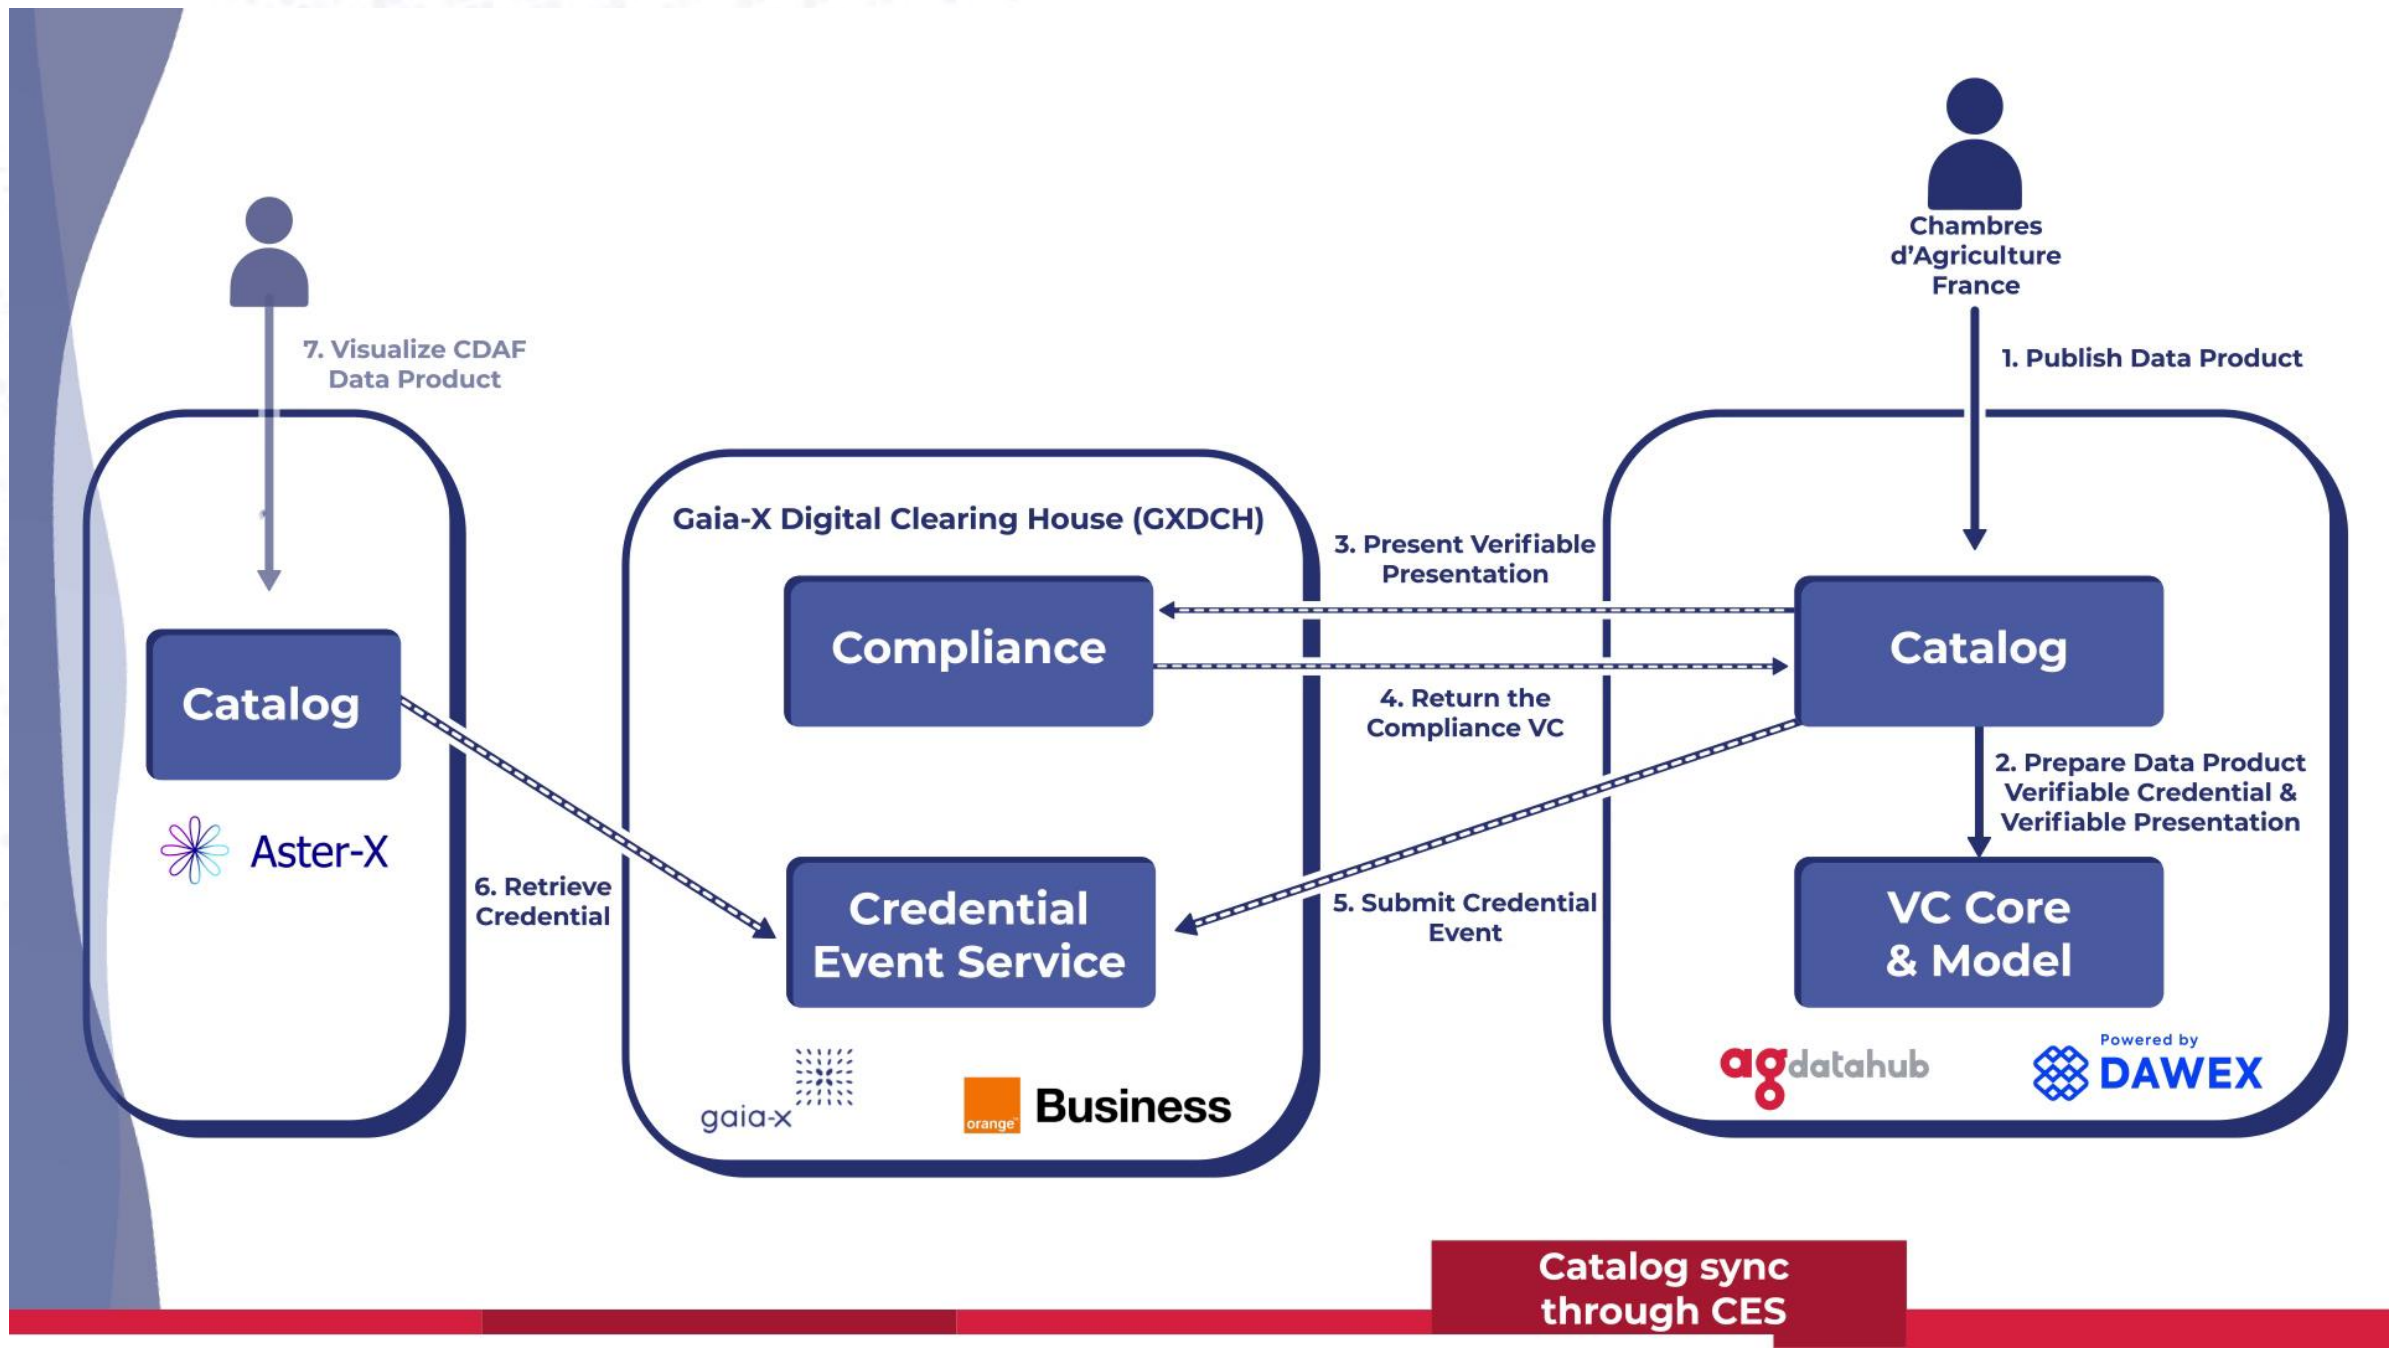 Chambres
d'Agriculture
France
7. Visualize CDAF
Data Product
1. Publish Data Product
Gaia-X Digital Clearing House (GXDCH)
3. Present Verifiable
Presentation
Compliance
Catalog
Catalog
4. Return the
Compliance VC
2. Prepare Data Product
Verifiable Credential &
Verifiable Presentation
Aster-X
6. Retrieve
Credential
Credential
Event Service
5. Submit Credential
Event
VC Core
& Model
gaia-x
orange™
Business
agdatahub
Powered by
DAWEX
Catalog sync
through CES